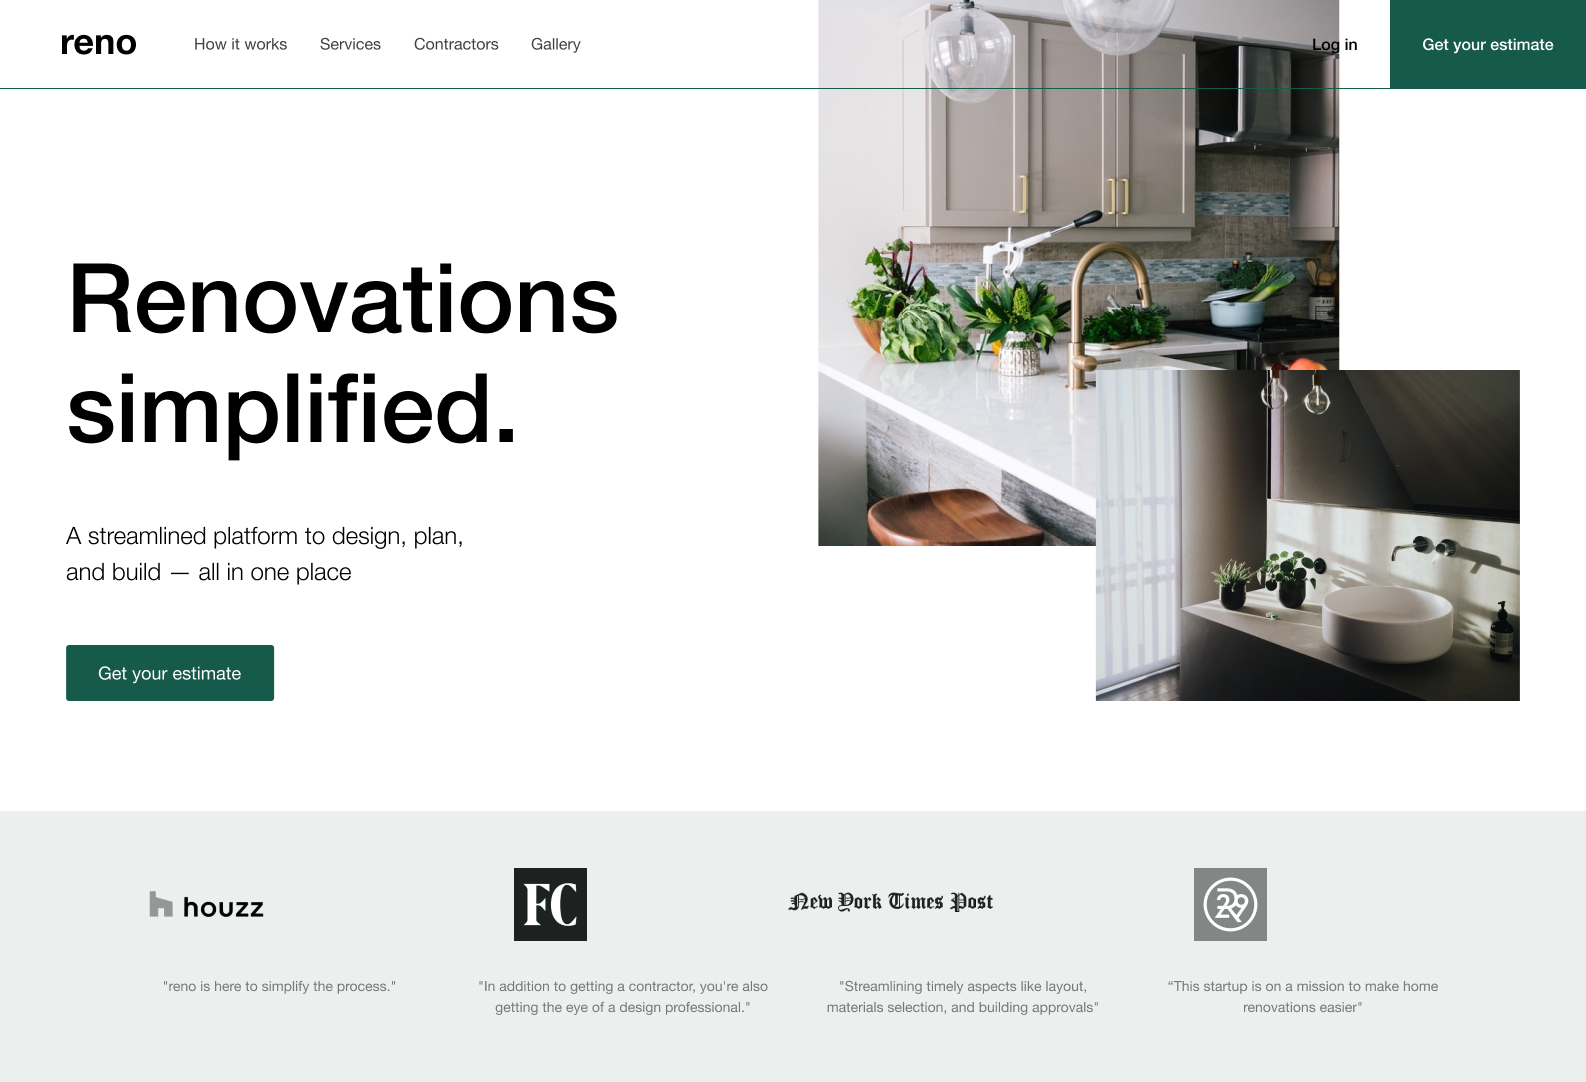 reno
How it works
Services
Contractors
Gallery
Log in
Get your estimate
Renovations
simplified.
A streamlined platform to design, plan,
and build — all in one place
Get your estimate
houzz
FC
New York Times Post
R29
"reno is here to simplify the process."
"In addition to getting a contractor, you're also
getting the eye of a design professional."
"Streamlining timely aspects like layout,
materials selection, and building approvals"
“This startup is on a mission to make home
renovations easier"